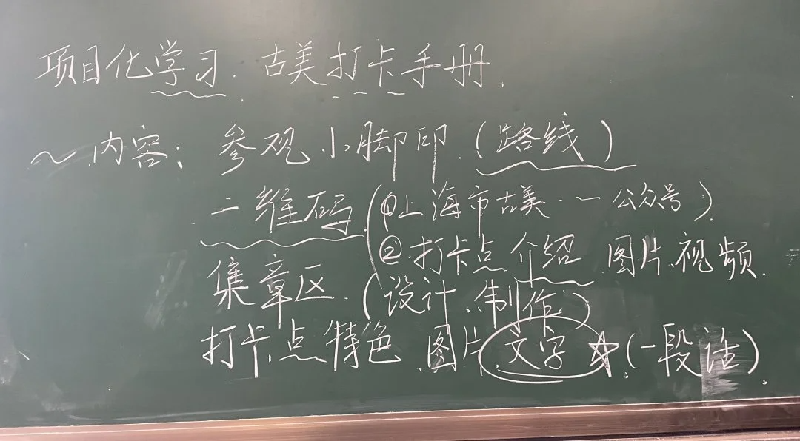 项目化学习.古美打卡手册.
~内容:参观小脚印.(路线)
二维码(①上海市古美·一公众号).
②打卡点介绍 图片.视频.
集章区.(设计、制作)
打卡点特色.图片.文字☆(一段话)